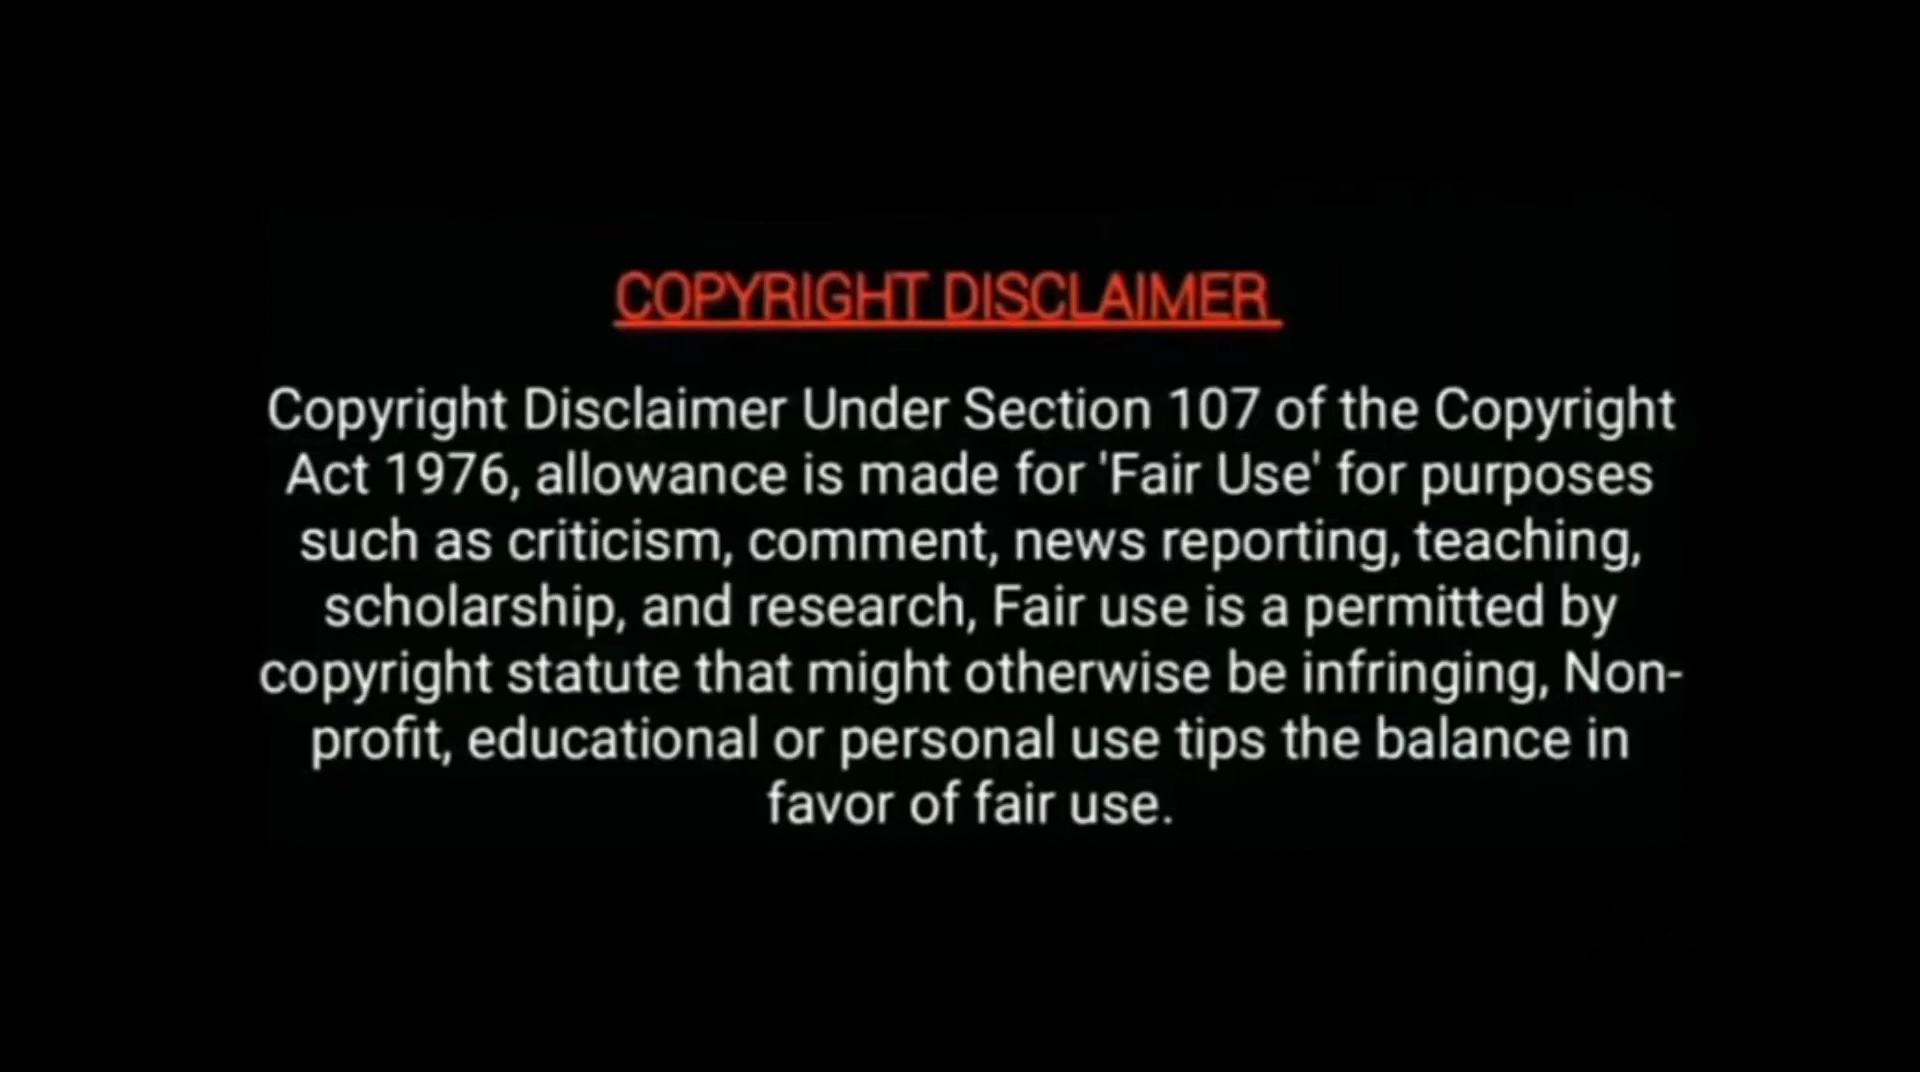 COPYRIGHT DISCLAIMER
Copyright Disclaimer Under Section 107 of the Copyright
Act 1976, allowance is made for 'Fair Use' for purposes
such as criticism, comment, news reporting, teaching,
scholarship, and research, Fair use is a permitted by
copyright statute that might otherwise be infringing, Non-
profit, educational or personal use tips the balance in
favor of fair use.